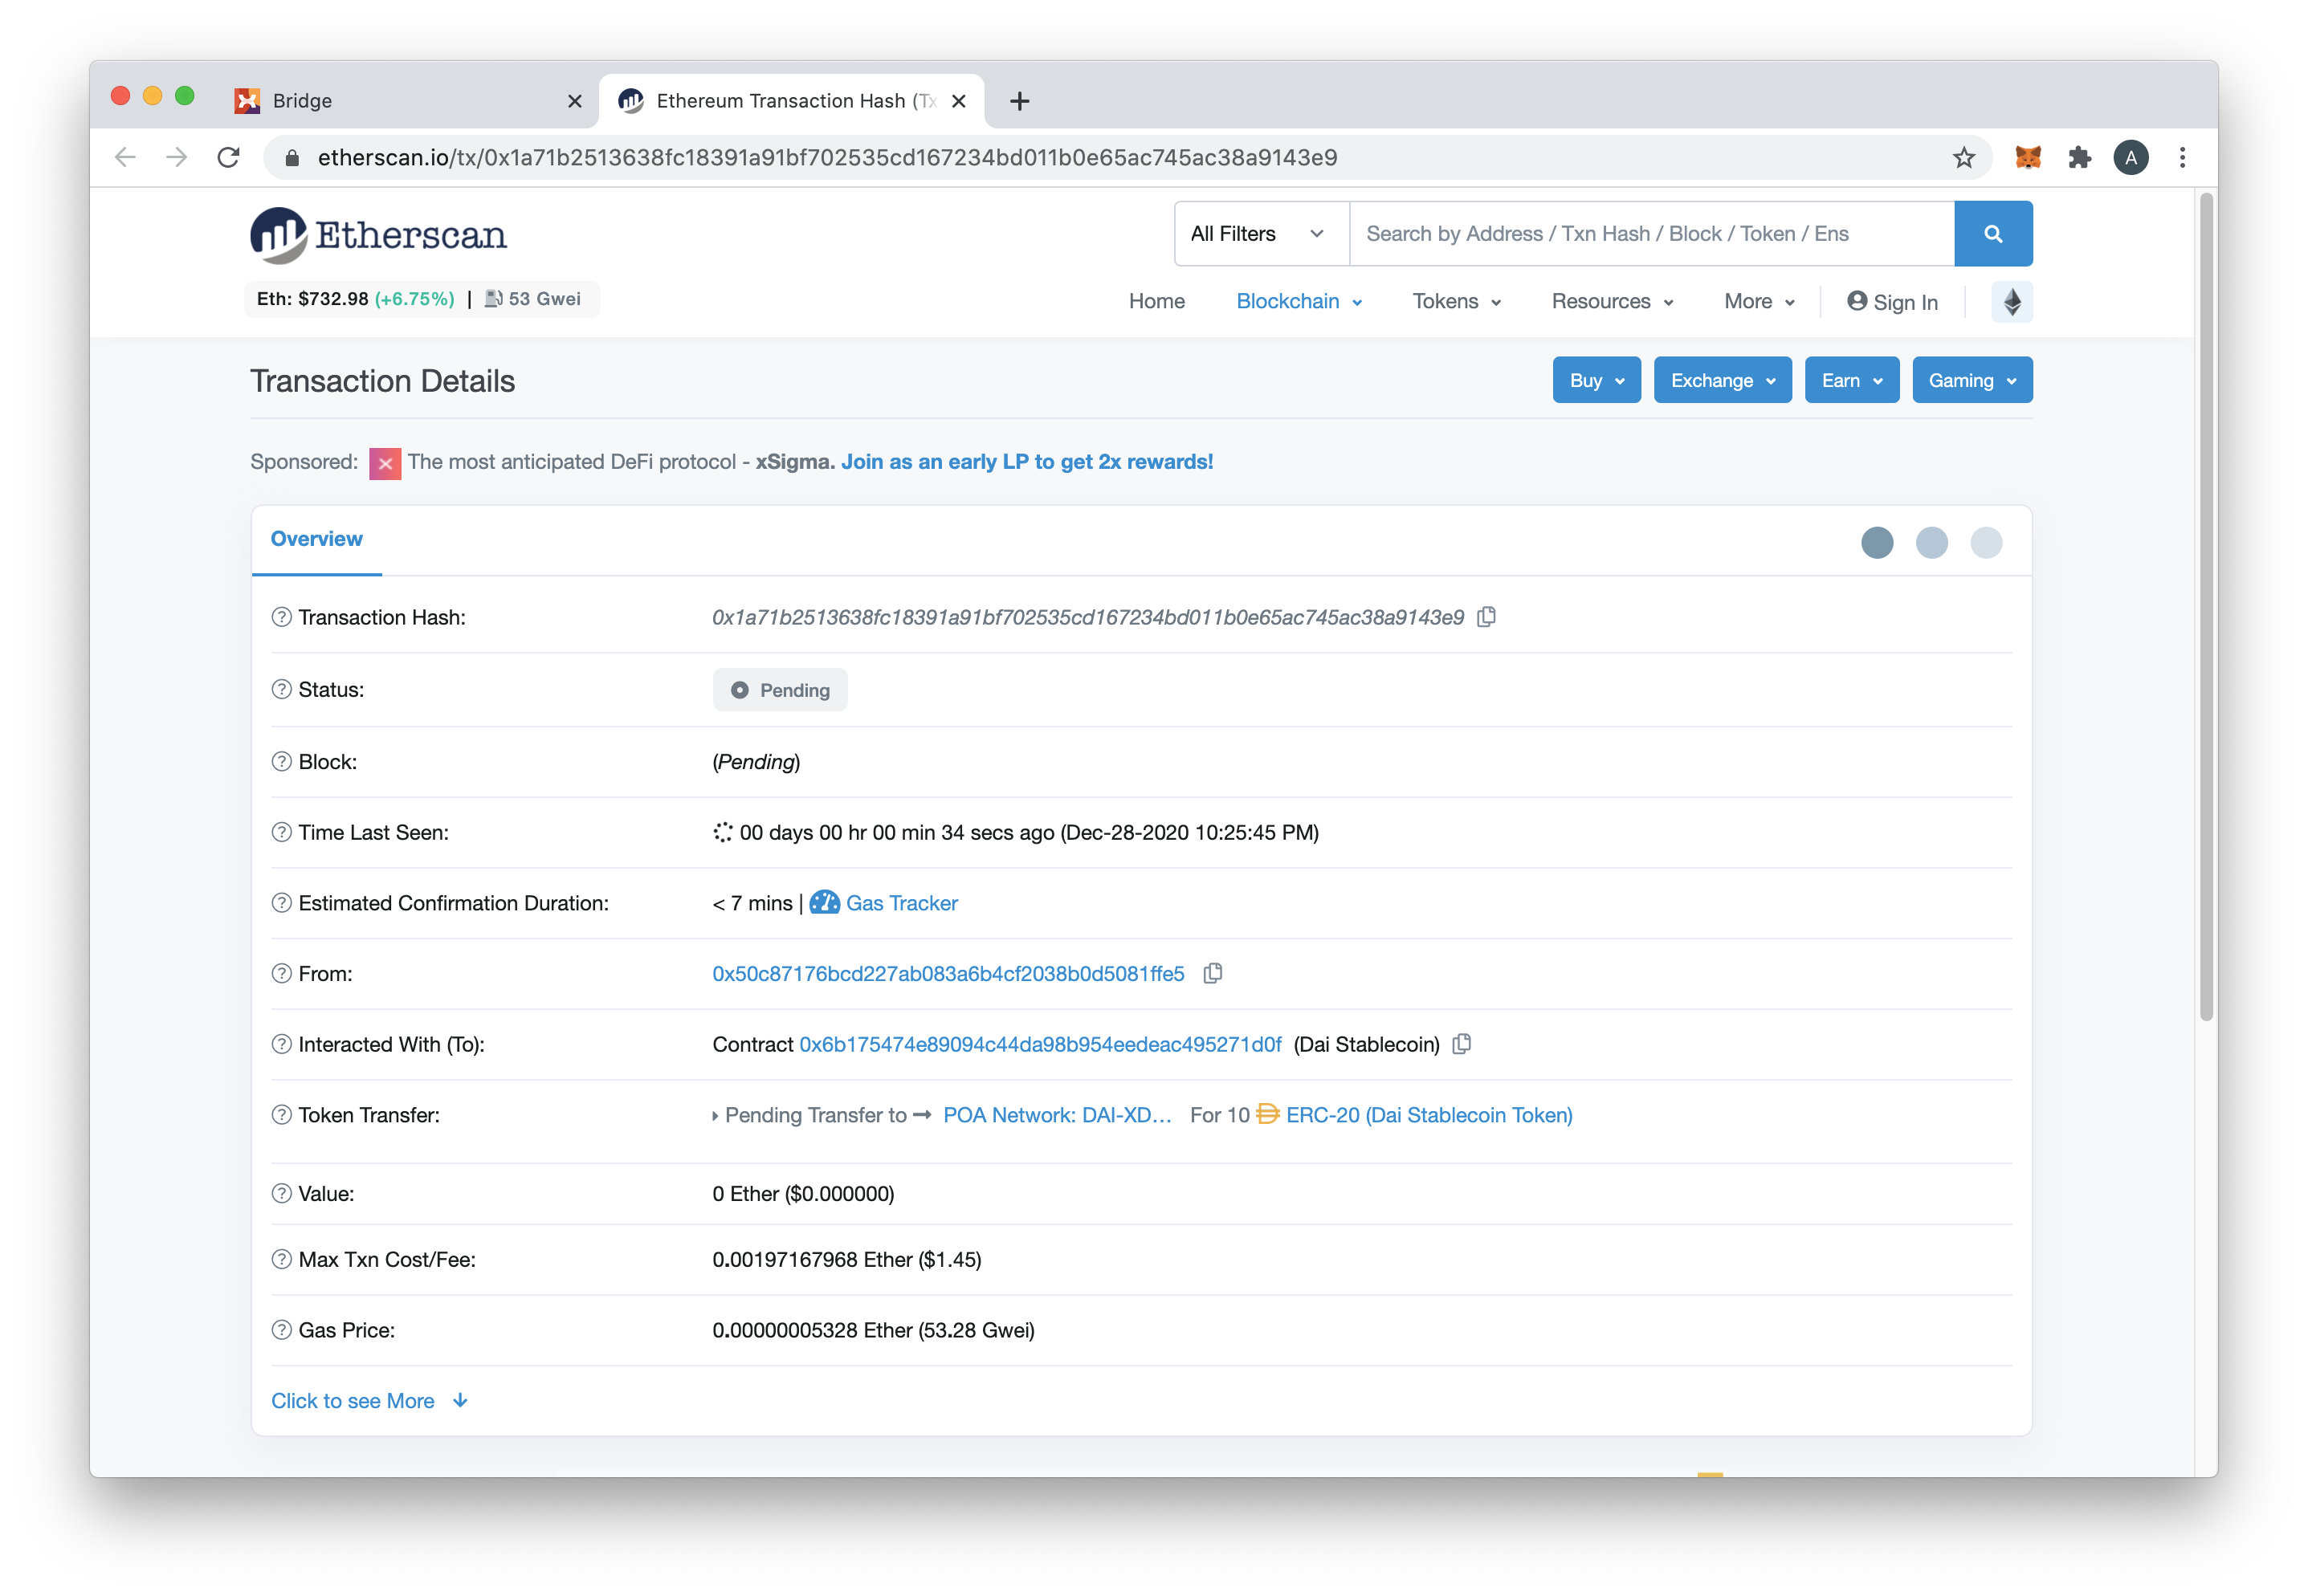 Bridge
Ethereum Transaction Hash (Tx
etherscan.io/tx/0x1a71b2513638fc18391a91bf702535cd167234bd011b0e65ac745ac38a9143e9
A
Etherscan
All Filters
Search by Address / Txn Hash / Block / Token / Ens
Eth: $732.98 (+6.75%) | 53 Gwei
Home Blockchain Tokens Resources More Sign In
Transaction Details
Buy Exchange Earn Gaming
Sponsored: The most anticipated DeFi protocol - xSigma. Join as an early LP to get 2x rewards!
Overview
Transaction Hash: 0x1a71b2513638fc18391a91bf702535cd167234bd011b0e65ac745ac38a9143e9
Status: Pending
Block: (Pending)
Time Last Seen: 00 days 00 hr 00 min 34 secs ago (Dec-28-2020 10:25:45 PM)
Estimated Confirmation Duration: < 7 mins | Gas Tracker
From: 0x50c87176bcd227ab083a6b4cf2038b0d5081ffe5
Interacted With (To): Contract 0x6b175474e89094c44da98b954eedeac495271d0f (Dai Stablecoin)
Token Transfer: Pending Transfer to → POA Network: DAI-XD... For 10 ERC-20 (Dai Stablecoin Token)
Value: 0 Ether ($0.000000)
Max Txn Cost/Fee: 0.00197167968 Ether ($1.45)
Gas Price: 0.00000005328 Ether (53.28 Gwei)
Click to see More ↓